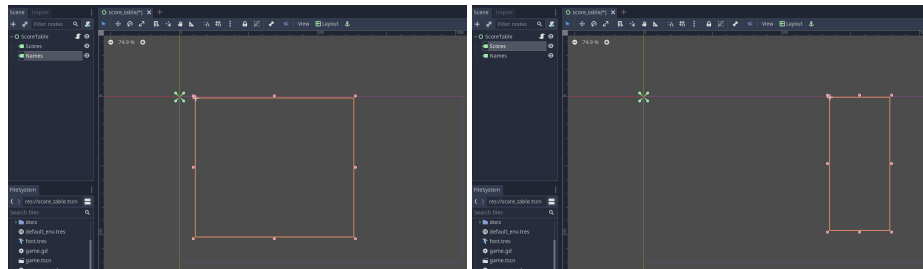 Scene Import
score_table(*)
Filter nodes
View Layout
ScoreTable
74.9 %
Scores
Names
FileSystem
res://score_table.tscn
Search files
docs
default_env.tres
font.tres
game.gd
game.tscn
Scene Import
score_table(*)
Filter nodes
View Layout
ScoreTable
74.9 %
Scores
Names
FileSystem
res://score_table.tscn
Search files
docs
default_env.tres
font.tres
game.gd
game.tscn